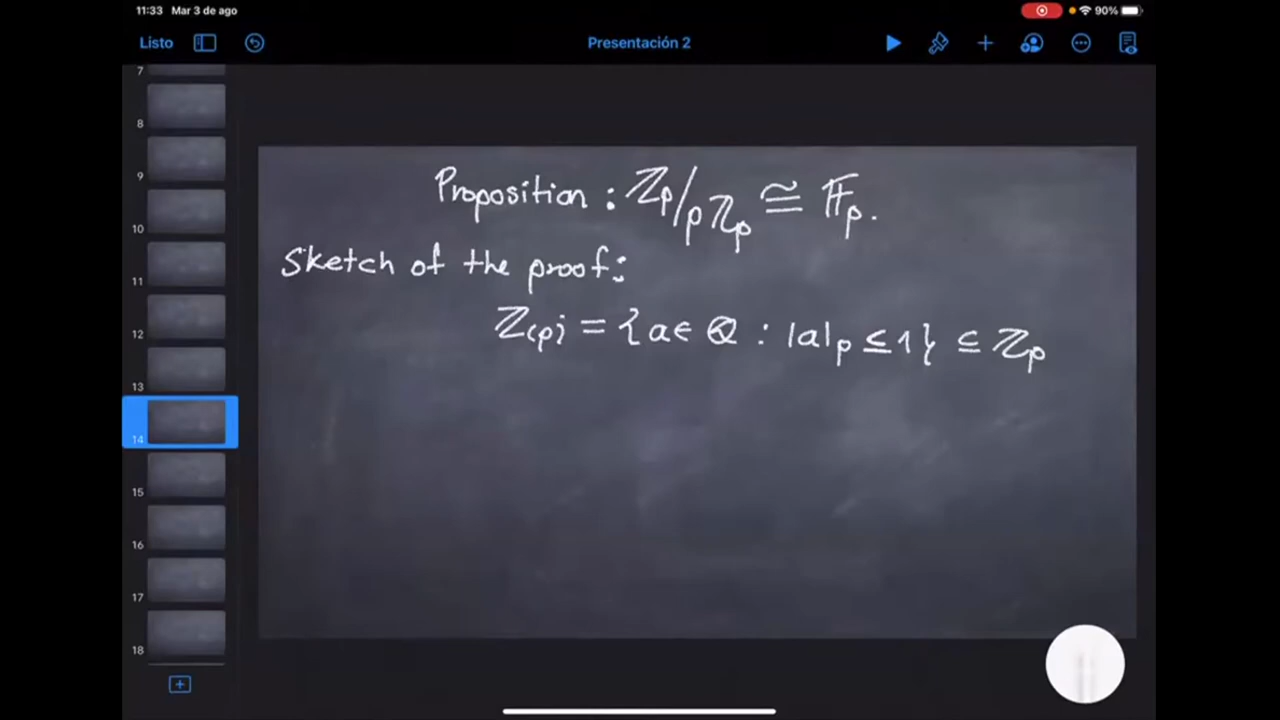 11:33 Mar 3 de ago
90%
Listo
Presentación 2
7
8
9
10
11
12
13
14
15
16
17
18
Proposition : ℤp/pℤp ≅ 𝔽p.
Sketch of the proof:
ℤ(p) = {a ∈ ℚ : |a|p ≤ 1} ⊆ ℤp